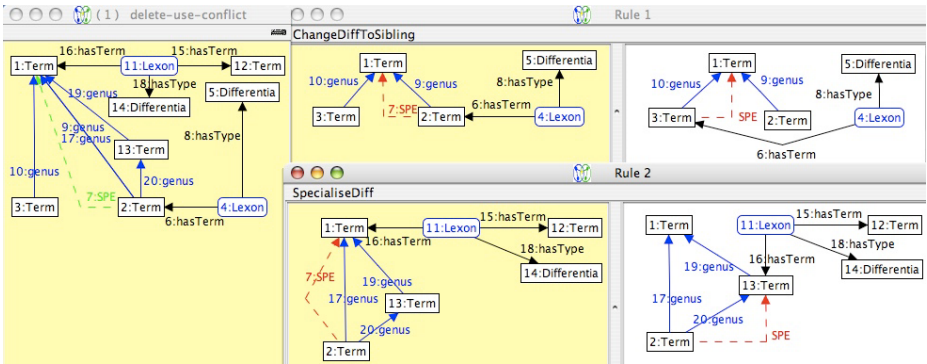 (1) delete-use-conflict
16:hasTerm
15:hasTerm
1:Term
11:Lexon
12:Term
18:hasType
5:Differentia
19:genus
14:Differentia
9:genus
17:genus
8:hasType
13:Term
10:genus
20:genus
7:SPE
3:Term
2:Term
4:Lexon
6:hasTerm
Rule 1
ChangeDiffToSibling
1:Term
5:Differentia
10:genus
9:genus
8:hasType
7:SPE
6:hasTerm
3:Term
2:Term
4:Lexon
1:Term
5:Differentia
10:genus
9:genus
8:hasType
3:Term
SPE
2:Term
4:Lexon
6:hasTerm
Rule 2
SpecialiseDiff
15:hasTerm
1:Term
11:Lexon
12:Term
16:hasTerm
18:hasType
7:SPE
19:genus
14:Differentia
17:genus
13:Term
20:genus
2:Term
15:hasTerm
1:Term
11:Lexon
12:Term
18:hasType
16:hasTerm
19:genus
14:Differentia
13:Term
17:genus
20:genus
SPE
2:Term